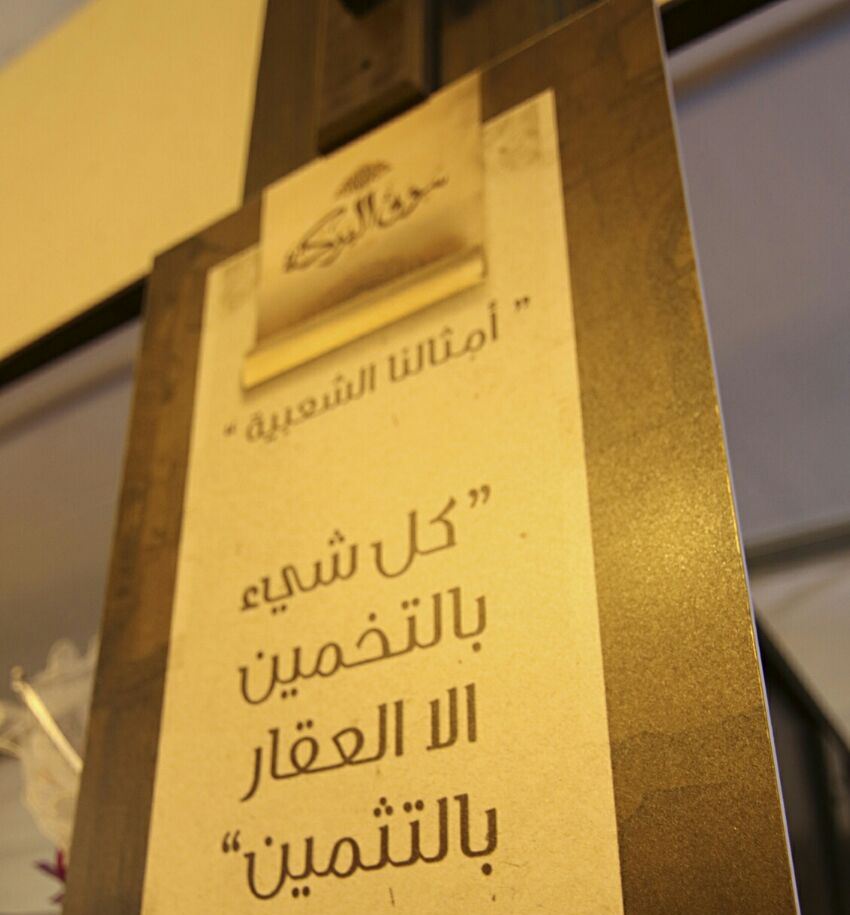 سوق البركة
" أمثالنا الشعبية "
" كل شيء
بالتخمين
الا العقار
بالتثمين "